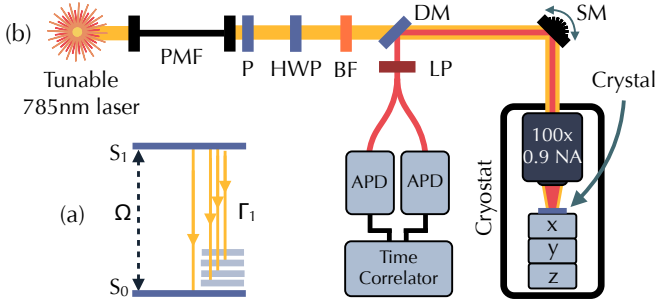 (b)
PMF
P
HWP
BF
DM
LP
SM
Tunable
785nm laser
Crystal
100x
0.9 NA
Cryostat
x
y
z
APD
APD
Time
Correlator
(a)
S1
Ω
Γ1
S0